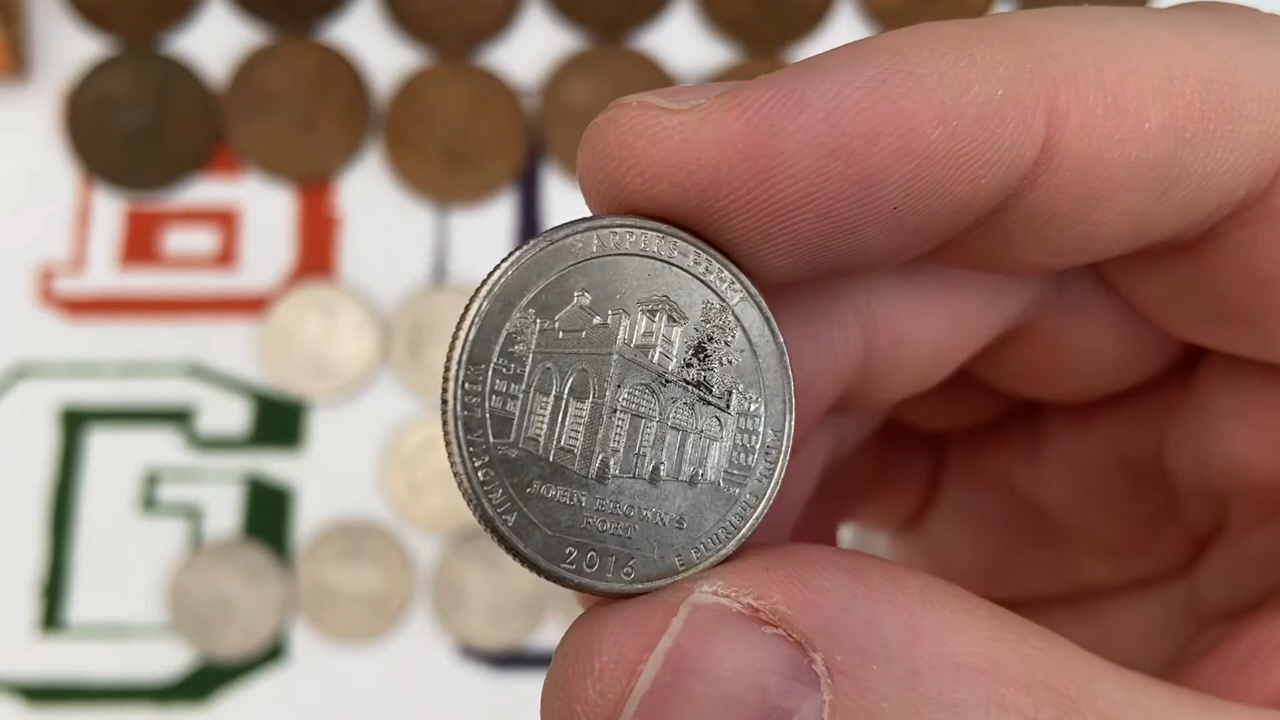 HARPERS FERRY
WEST VIRGINIA
JOHN BROWN'S
FORT
2016
E PLURIBUS UNUM
G